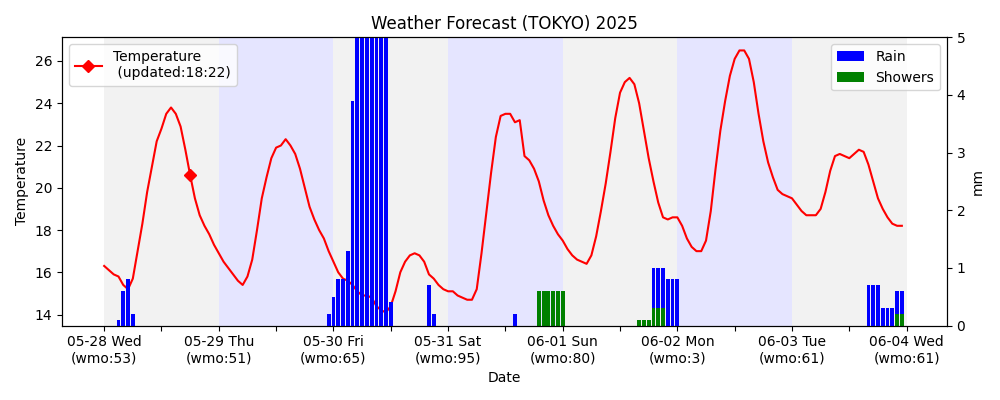 Weather Forecast (TOKYO) 2025
Temperature
(updated:18:22)
Rain
Showers
26
24
22
20
18
16
14
Temperature
5
4
3
2
1
0
mm
05-28 Wed
(wmo:53)
05-29 Thu
(wmo:51)
05-30 Fri
(wmo:65)
05-31 Sat
(wmo:95)
06-01 Sun
(wmo:80)
06-02 Mon
(wmo:3)
06-03 Tue
(wmo:61)
06-04 Wed
(wmo:61)
Date